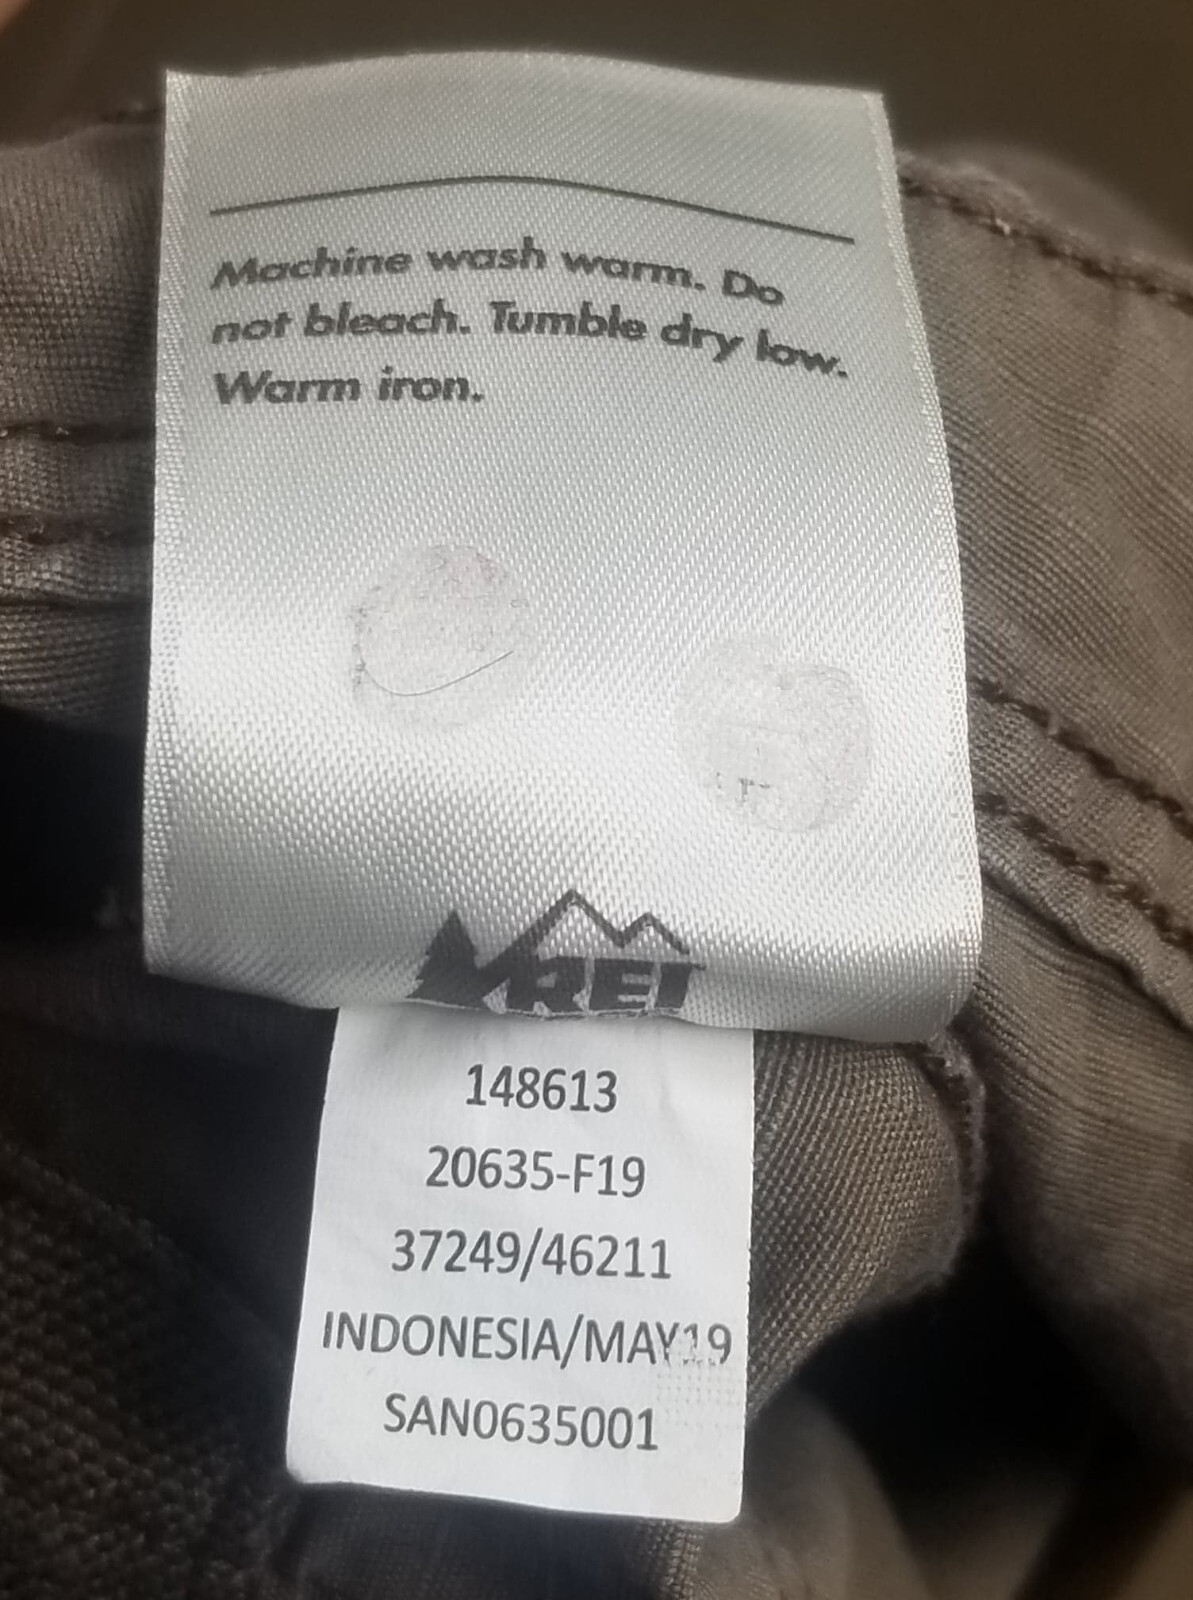 Machine wash warm. Do
not bleach. Tumble dry low.
Warm iron.
REI
148613
20635-F19
37249/46211
INDONESIA/MAY19
SAN0635001